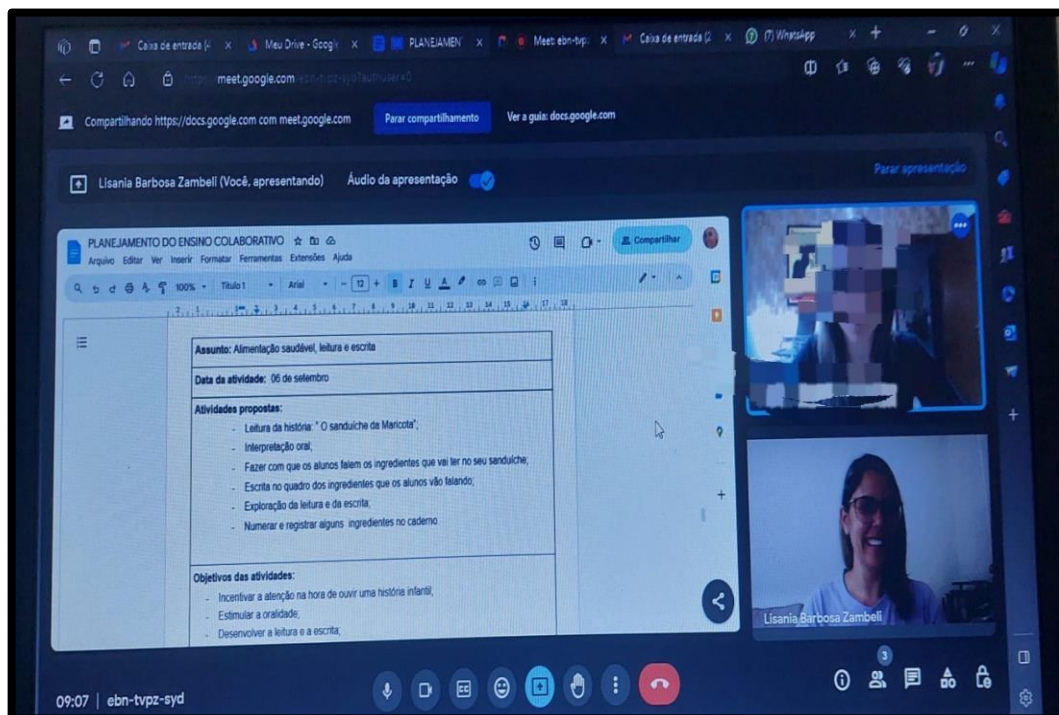 Caixa de entrada (
Meu Drive - Googl
PLANEJAMEN
Meet: ebn-tvp
Caixa de entrada (2
(7) WhatsApp
meet.google.com
Compartilhando https://docs.google.com com meet.google.com
Parar compartilhamento
Ver a guia: docs.google.com
Lisania Barbosa Zambeli (Você, apresentando)
Áudio da apresentação
Parar apresentação
PLANEJAMENTO DO ENSINO COLABORATIVO
Arquivo Editar Ver Inserir Formatar Ferramentas Extensões Ajuda
Compartilhar
100% Título 1 Arial - 12 + B I U A
Assunto: Alimentação saudável, leitura e escrita
Data da atividade: 06 de setembro
Atividades propostas:
- Leitura da história: " O sanduíche da Maricota";
- Interpretação oral;
- Fazer com que os alunos falem os ingredientes que vai ter no seu sanduíche;
- Escrita no quadro dos ingredientes que os alunos vão falando;
- Exploração da leitura e da escrita;
- Numerar e registrar alguns ingredientes no caderno.
Objetivos das atividades:
- Incentivar a atenção na hora de ouvir uma história infantil;
- Estimular a oralidade;
- Desenvolver a leitura e a escrita;
Lisania Barbosa Zambeli
09:07 | ebn-tvpz-syd
3